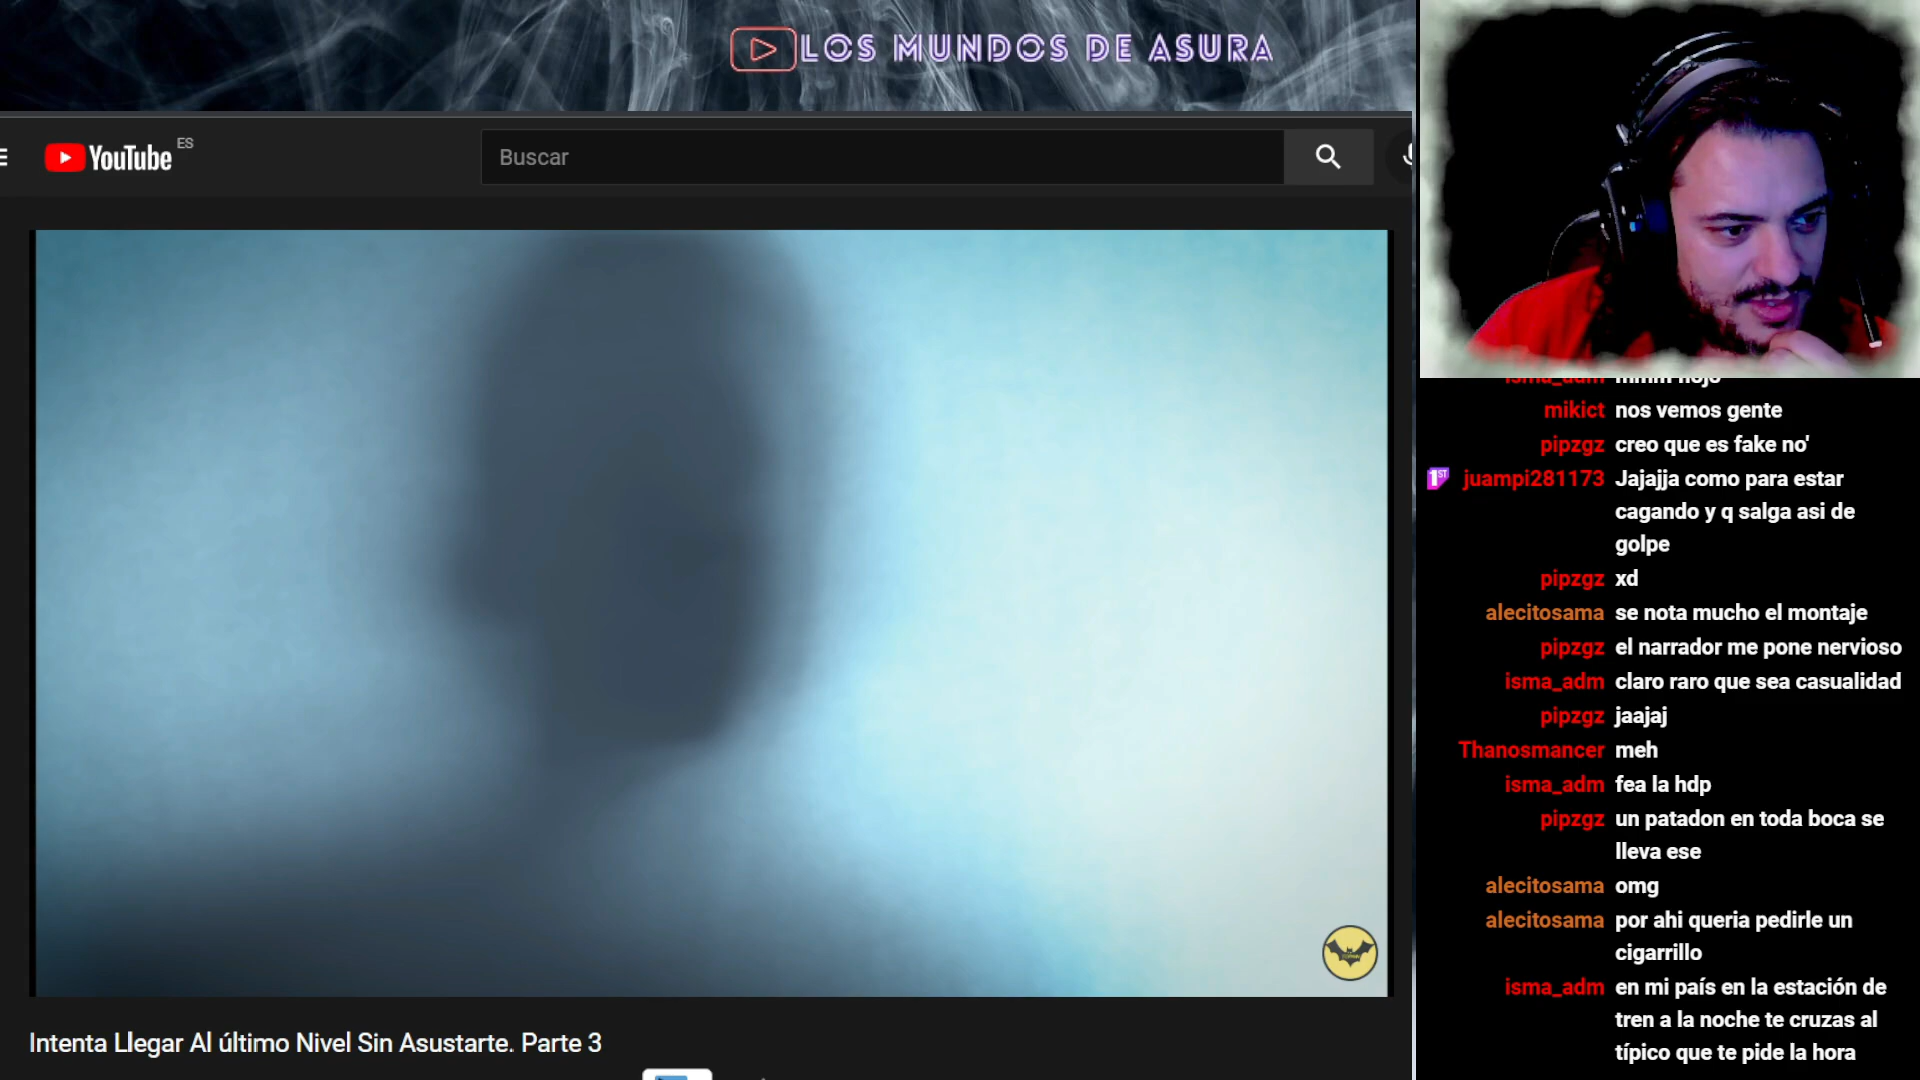 LOS MUNDOS DE ASURA
YouTube ES
Buscar
Intenta Llegar Al último Nivel Sin Asustarte. Parte 3
mikict nos vemos gente
pipzgz creo que es fake no'
1ST juampi281173 Jajajja como para estar
cagando y q salga asi de
golpe
pipzgz xd
alecitosama se nota mucho el montaje
pipzgz el narrador me pone nervioso
isma_adm claro raro que sea casualidad
pipzgz jaajaj
Thanosmancer meh
isma_adm fea la hdp
pipzgz un patadon en toda boca se
lleva ese
alecitosama omg
alecitosama por ahi queria pedirle un
cigarrillo
isma_adm en mi país en la estación de
tren a la noche te cruzas al
típico que te pide la hora